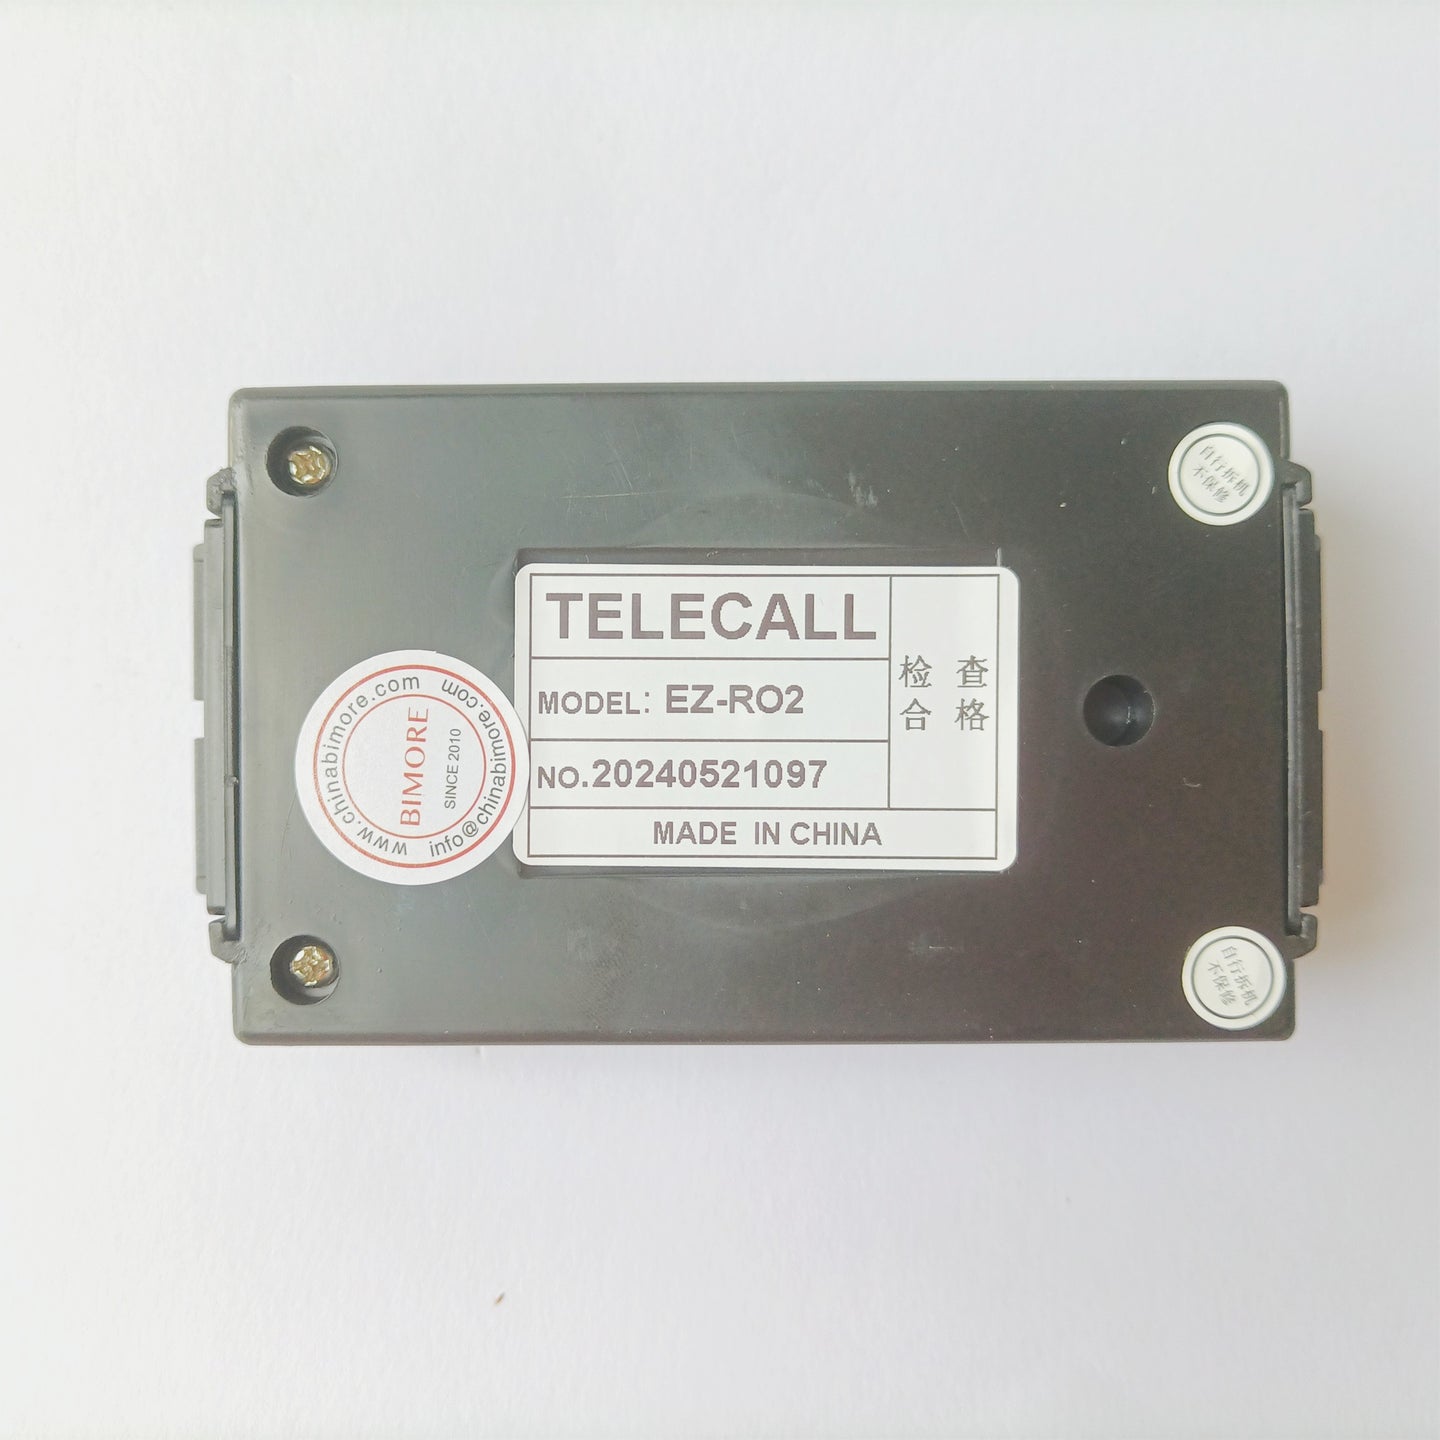 自行拆机
不保修
TELECALL
MODEL: EZ-RO2
检 查
合 格
NO.20240521097
MADE IN CHINA
www.chinabimore.com
BIMORE
SINCE 2010
info@chinabimore.com
自行拆机
不保修